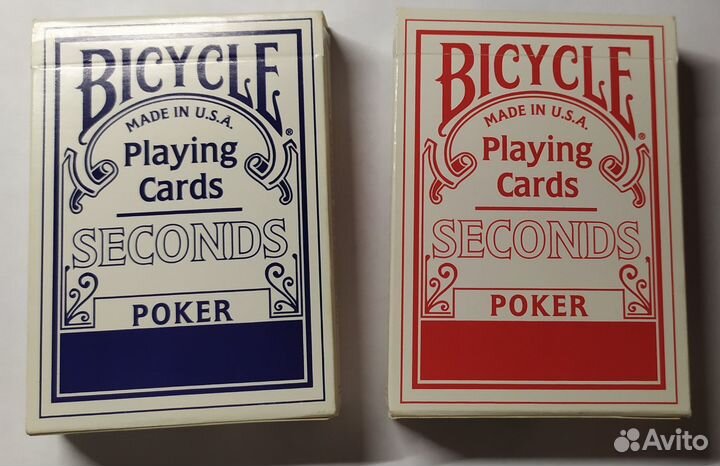 BICYCLE
®
MADE IN U.S.A.
Playing
Cards
SECONDS
POKER
BICYCLE
®
MADE IN U.S.A.
Playing
Cards
SECONDS
POKER
Avito